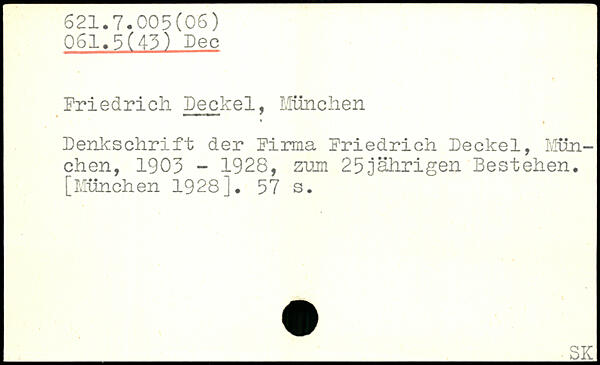 621.7.005(06)
061.5(43) Dec
Friedrich Deckel, München
Denkschrift der Firma Friedrich Deckel, Mün-
chen, 1903 - 1928, zum 25jährigen Bestehen.
[München 1928]. 57 s.
SK